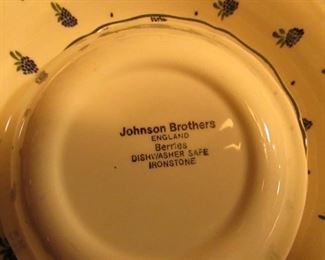 Johnson Brothers
ENGLAND
Berries
DISHWASHER SAFE
IRONSTONE